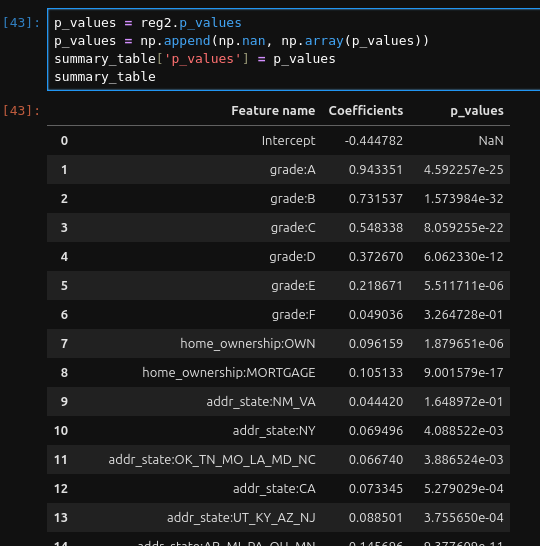 [43]: p_values = reg2.p_values
p_values = np.append(np.nan, np.array(p_values))
summary_table['p_values'] = p_values
summary_table
[43]: Feature name Coefficients p_values
0 Intercept -0.444782 NaN
1 grade:A 0.943351 4.592257e-25
2 grade:B 0.731537 1.573984e-32
3 grade:C 0.548338 8.059255e-22
4 grade:D 0.372670 6.062330e-12
5 grade:E 0.218671 5.511711e-06
6 grade:F 0.049036 3.264728e-01
7 home_ownership:OWN 0.096159 1.879651e-06
8 home_ownership:MORTGAGE 0.105133 9.001579e-17
9 addr_state:NM_VA 0.044420 1.648972e-01
10 addr_state:NY 0.069496 4.088522e-03
11 addr_state:OK_TN_MO_LA_MD_NC 0.066740 3.886524e-03
12 addr_state:CA 0.073345 5.279029e-04
13 addr_state:UT_KY_AZ_NJ 0.088501 3.755650e-04